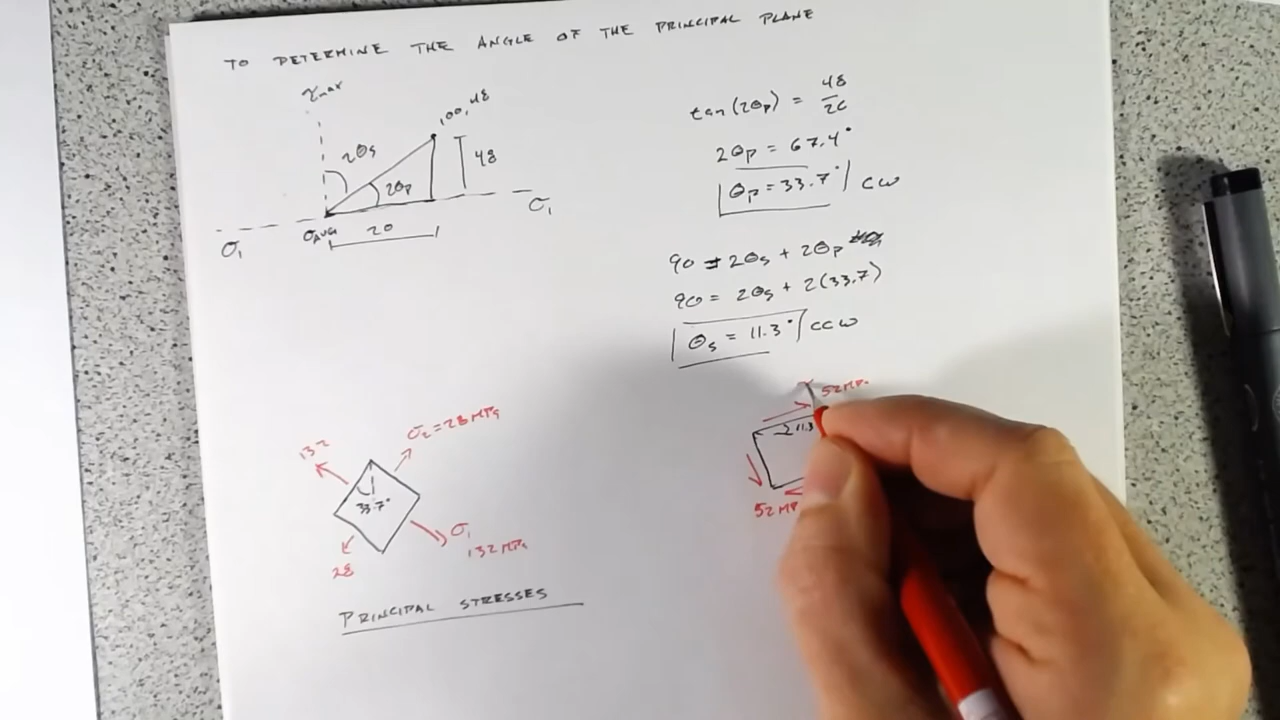 TO DETERMINE THE ANGLE OF THE PRINCIPAL PLANE
τmax
100, 48
2θs
48
2θp
σ1
σAVG
20
σ1
tan(2θp) = 48/20
2θp = 67.4°
θp = 33.7° CW
90 = 2θs + 2θp
90 = 2θs + 2(33.7)
θs = 11.3° CCW
132
σ2 = 28 MPa
33.7°
σ1
132 MPa
28
PRINCIPAL STRESSES
52 MPa
11.3
52 MP